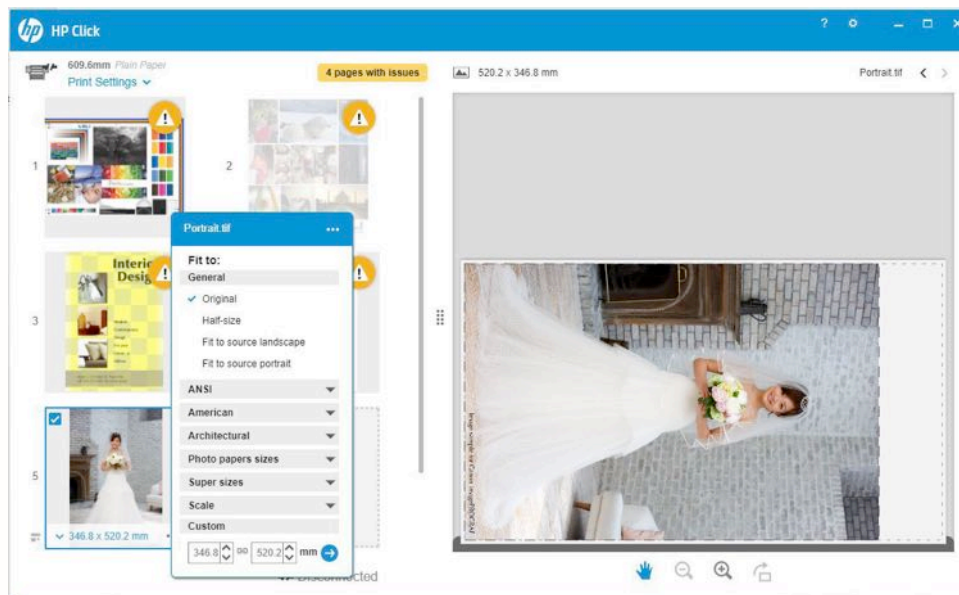 hp HP Click
?
609.6mm Plain Paper
Print Settings
4 pages with issues
520.2 x 346.8 mm
Portrait.tif
1
2
3
Interior
Design
5
346.8 x 520.2 mm
Portrait.tif
Fit to:
General
Original
Half-size
Fit to source landscape
Fit to source portrait
ANSI
American
Architectural
Photo papers sizes
Super sizes
Scale
Custom
346.8
520.2
mm
Disconnected